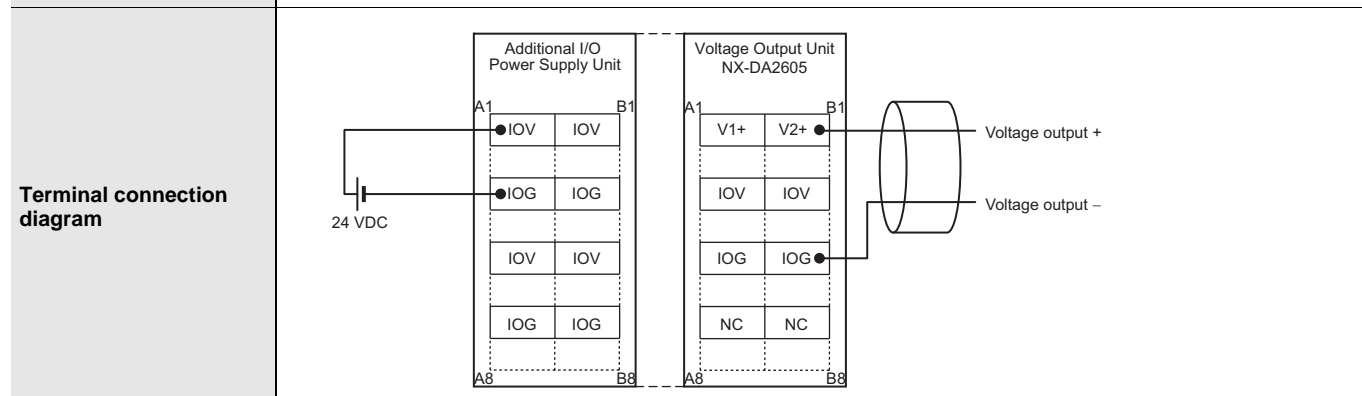 Terminal connection
diagram
24 VDC
Additional I/O
Power Supply Unit
A1 B1
IOV IOV
IOG IOG
IOV IOV
IOG IOG
A8 B8
Voltage Output Unit
NX-DA2605
A1 B1
V1+ V2+
IOV IOV
IOG IOG
NC NC
A8 B8
Voltage output +
Voltage output –